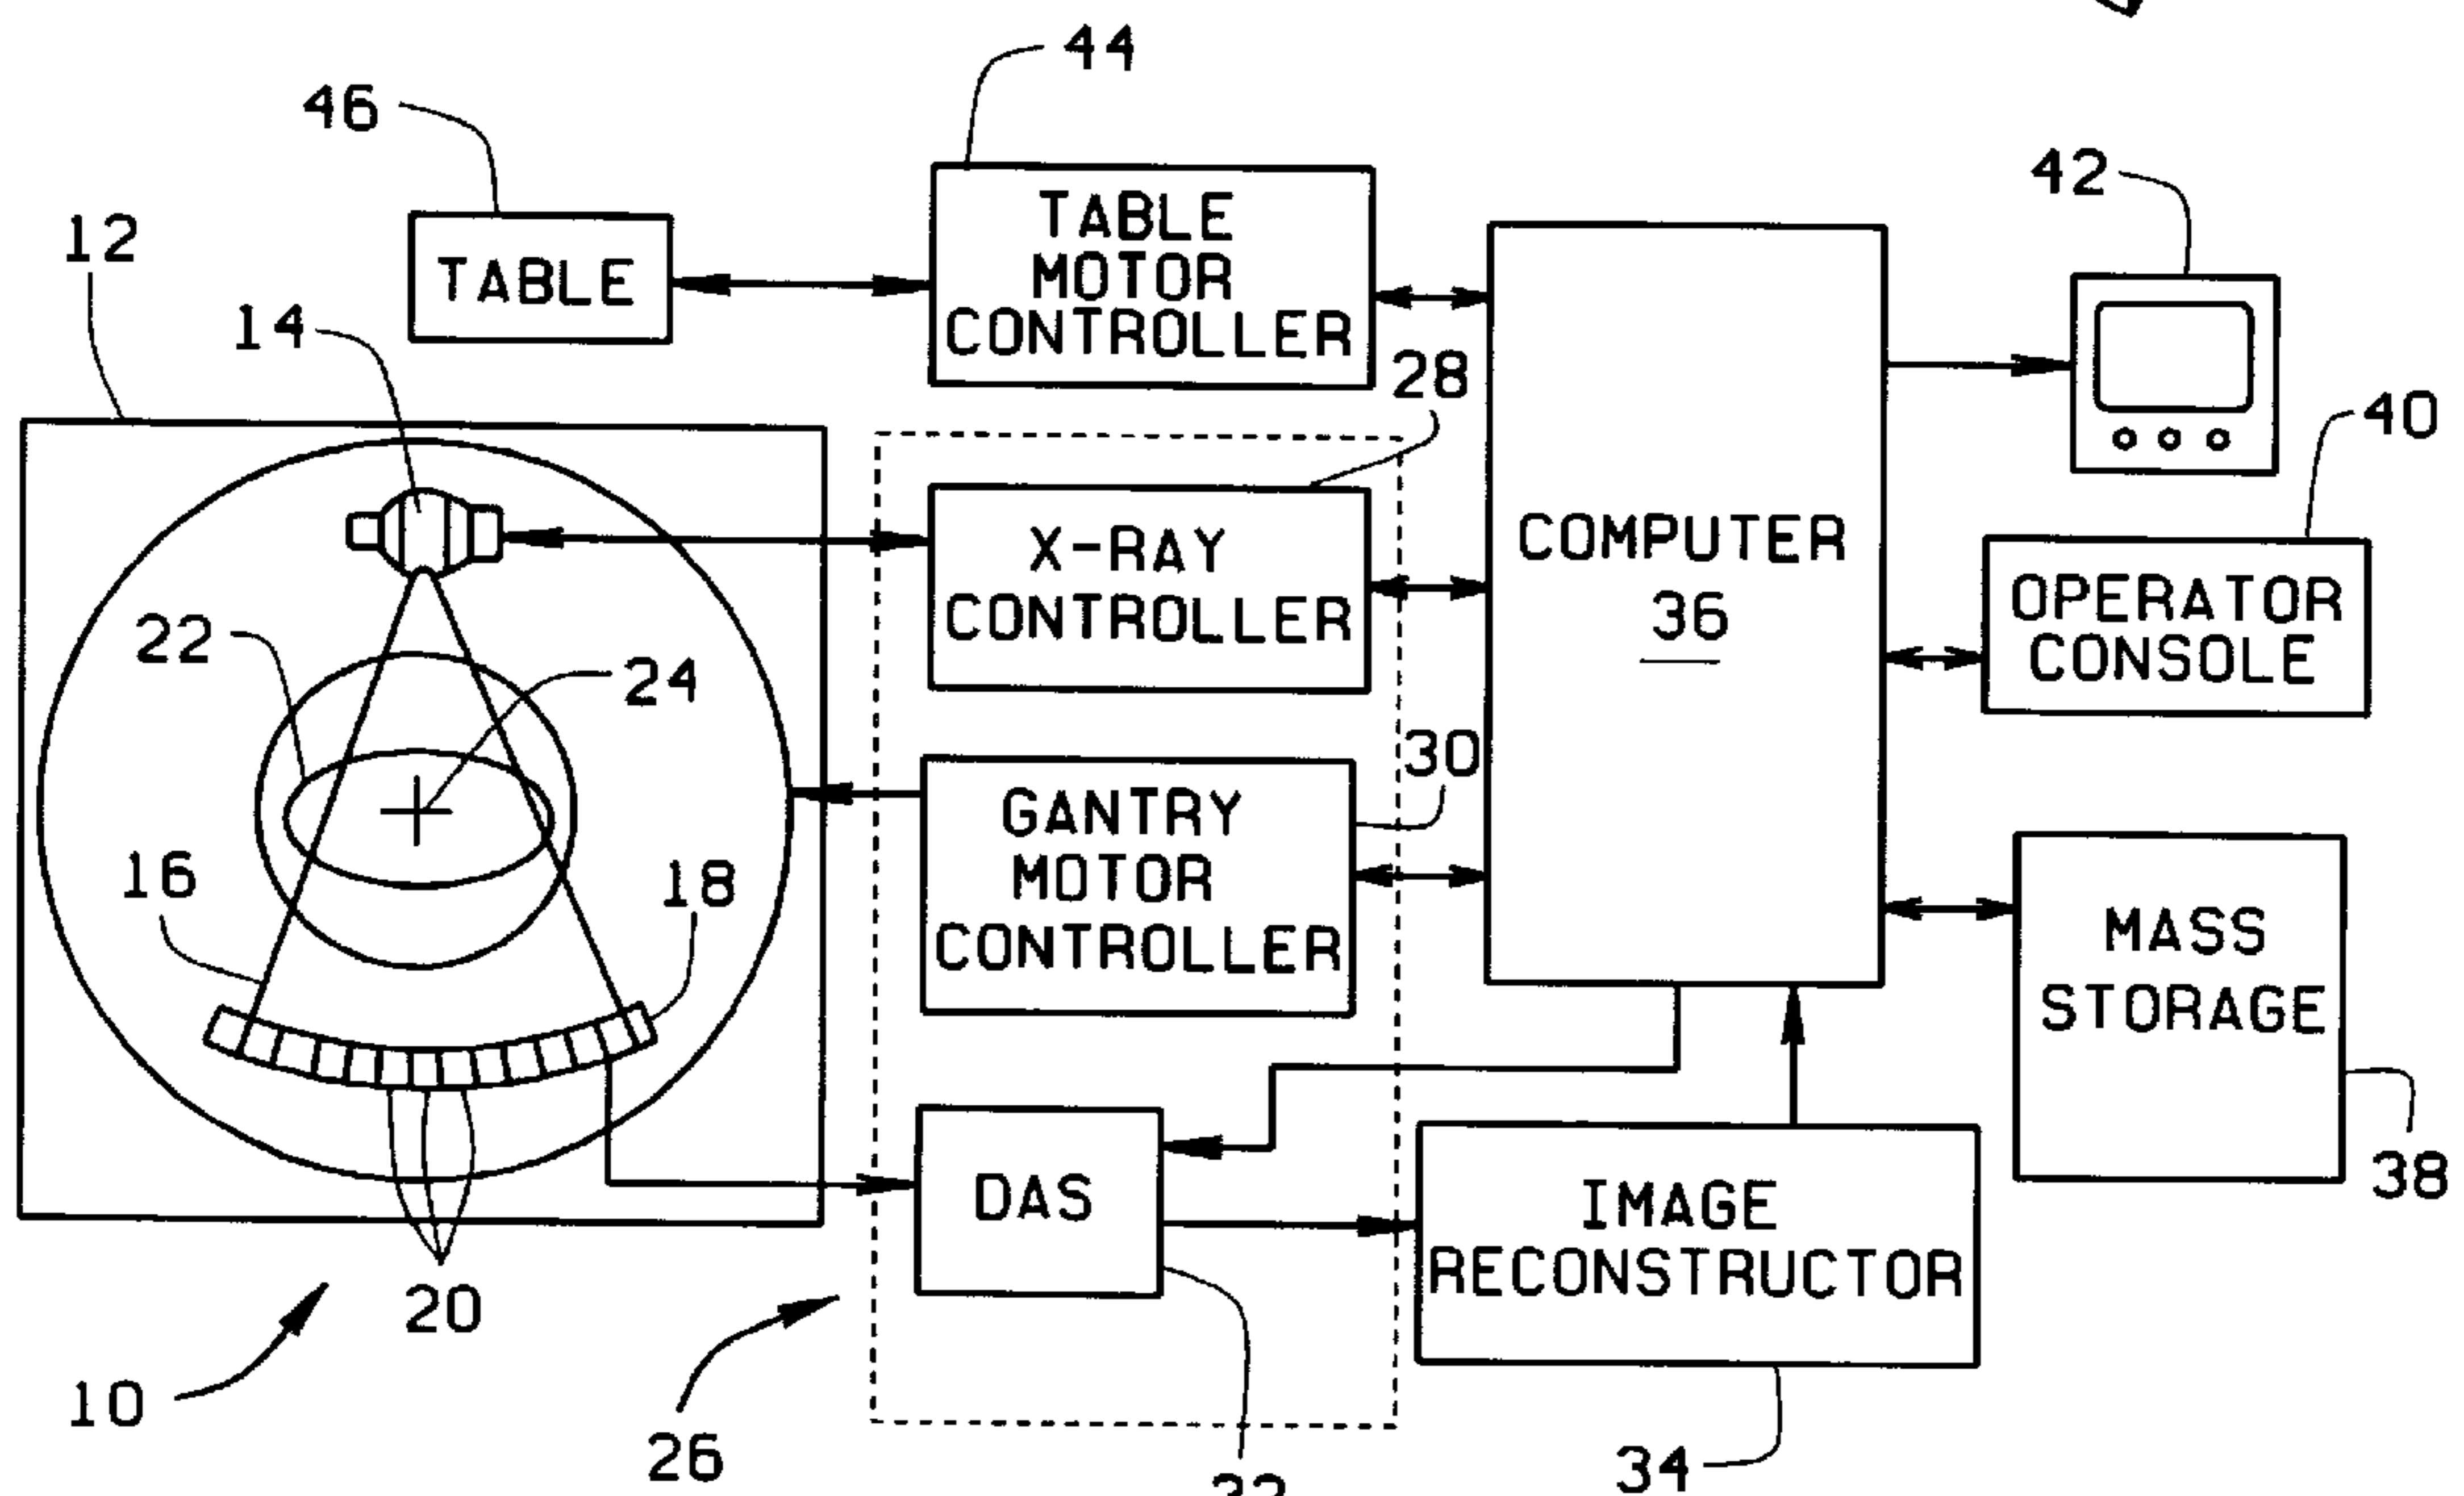 44
46
42
12
TABLE
MOTOR
CONTROLLER
TABLE
14
28
40
X-RAY
CONTROLLER
COMPUTER
36
OPERATOR
CONSOLE
22
24
30
GANTRY
MOTOR
CONTROLLER
16
18
MASS
STORAGE
DAS
IMAGE
RECONSTRUCTOR
38
20
10
26
34